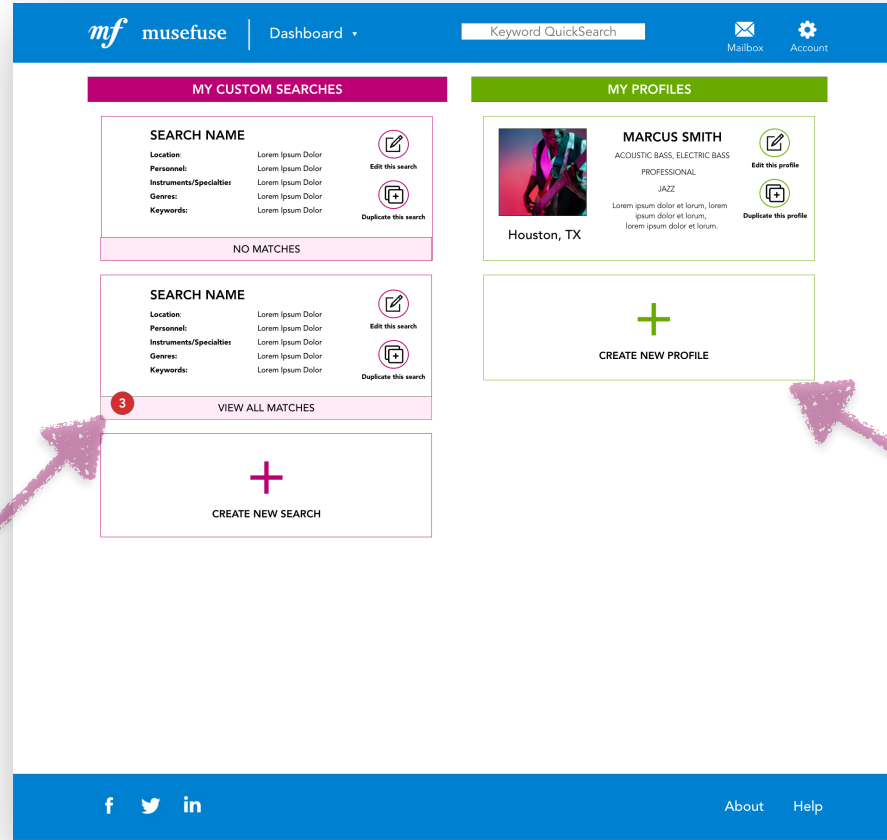 mf musefuse Dashboard ▾ Keyword QuickSearch
Mailbox Account
MY CUSTOM SEARCHES
SEARCH NAME
Location: Lorem Ipsum Dolor
Personnel: Lorem Ipsum Dolor
Instruments/Specialties Lorem Ipsum Dolor
Genres: Lorem Ipsum Dolor
Keywords: Lorem Ipsum Dolor
Edit this search
Duplicate this search
NO MATCHES
SEARCH NAME
Location: Lorem Ipsum Dolor
Personnel: Lorem Ipsum Dolor
Instruments/Specialties Lorem Ipsum Dolor
Genres: Lorem Ipsum Dolor
Keywords: Lorem Ipsum Dolor
Edit this search
Duplicate this search
3 VIEW ALL MATCHES
CREATE NEW SEARCH
MY PROFILES
Houston, TX
MARCUS SMITH
ACOUSTIC BASS, ELECTRIC BASS
PROFESSIONAL
JAZZ
Lorem ipsum dolor et lorum, lorem
ipsum dolor et lorum,
lorem ipsum dolor et lorum.
Edit this profile
Duplicate this profile
CREATE NEW PROFILE
f in About Help